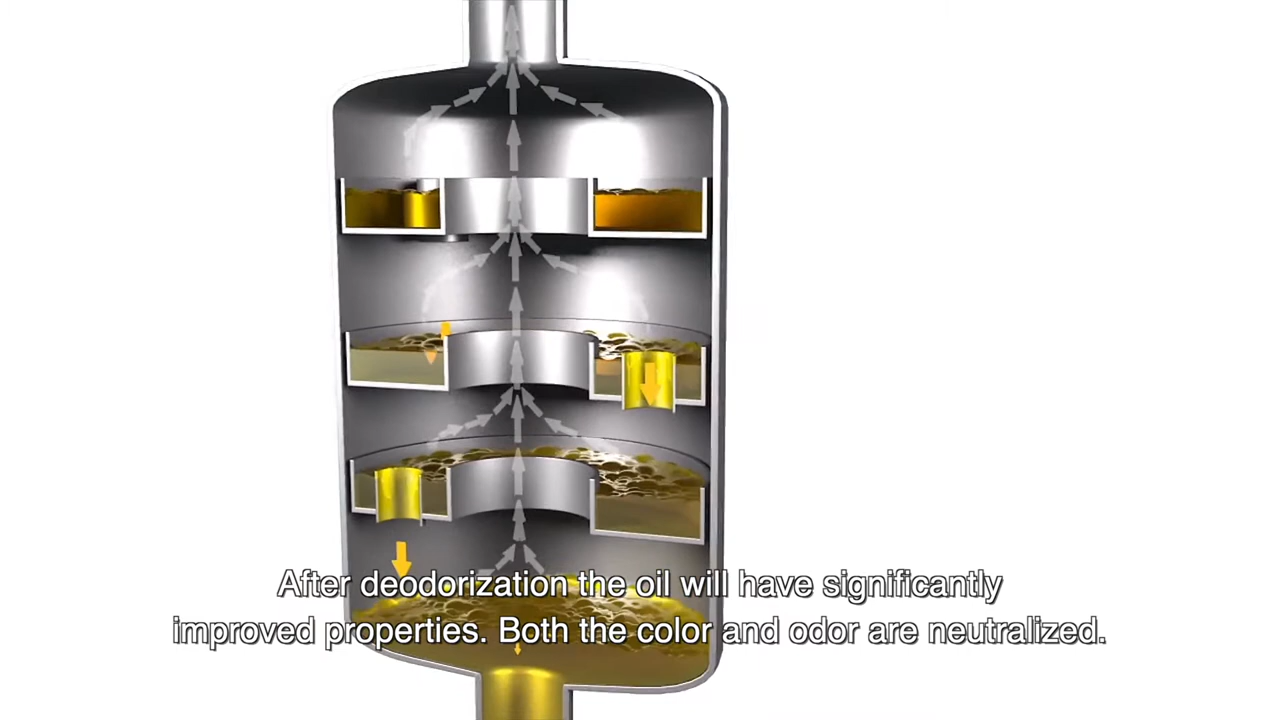 After deodorization the oil will have significantly
improved properties. Both the color and odor are neutralized.